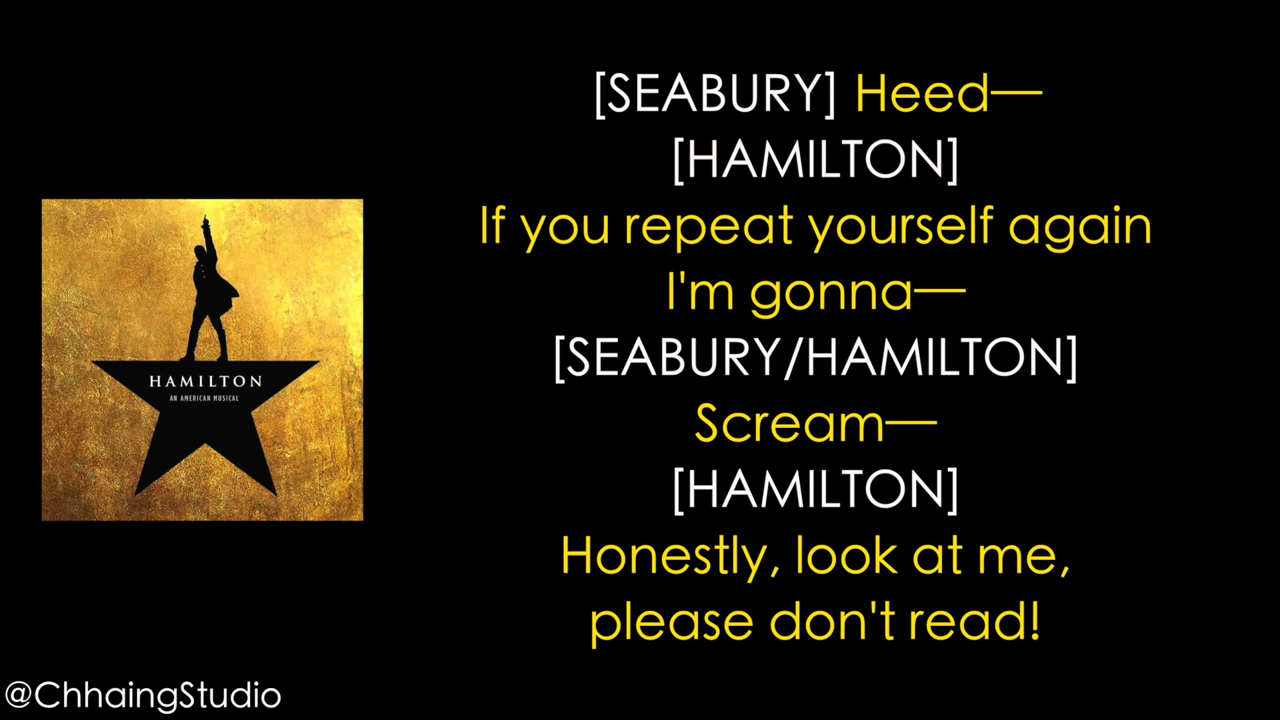 [SEABURY] Heed—
[HAMILTON]
If you repeat yourself again
I'm gonna—
[SEABURY/HAMILTON]
Scream—
[HAMILTON]
Honestly, look at me,
please don't read!
HAMILTON
AN AMERICAN MUSICAL
@ChhaingStudio